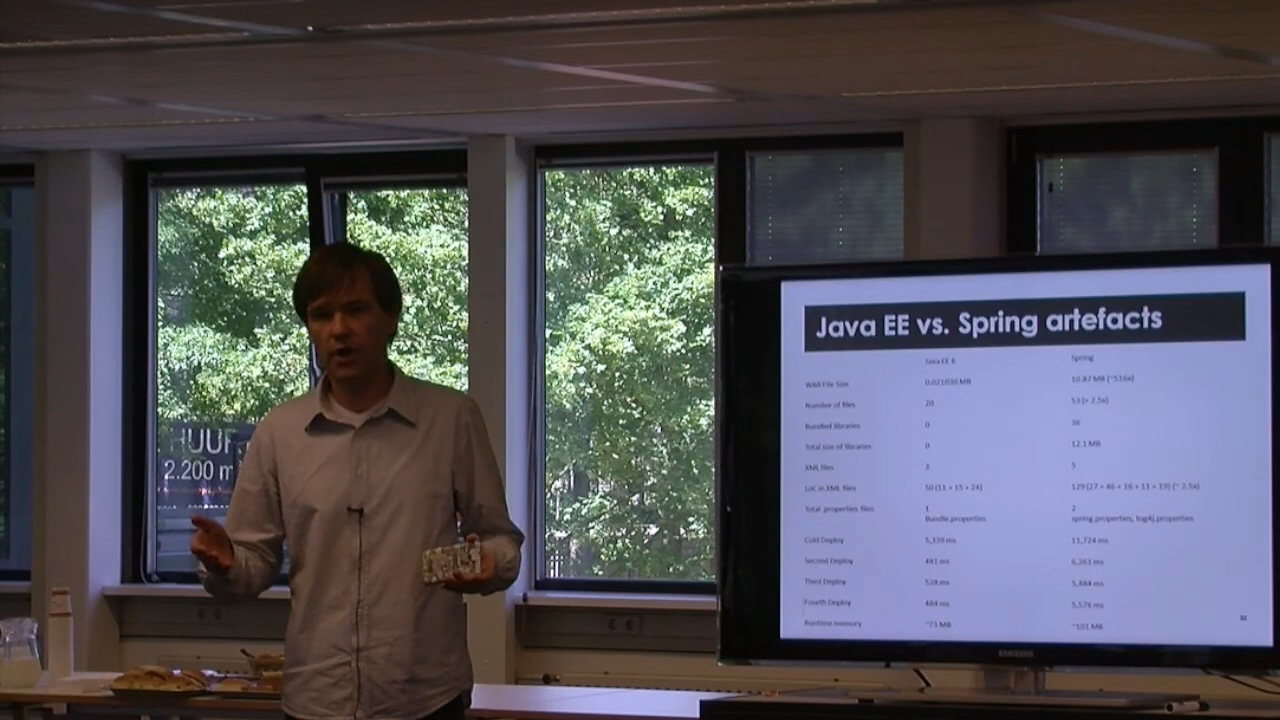 HUUR
2.200 m
Java EE vs. Spring artefacts
Java EE 6 Spring
WAR File Size 0.021030 MB 10.87 MB (~516x)
Number of files 20 53 (> 2.5x)
Bundled libraries 0 36
Total size of libraries 0 12.1 MB
XML files 3 5
LoC in XML files 50 (11 + 15 + 24) 129 (27 + 46 + 16 + 11 + 19) (~ 2.5x)
Total .properties files 1 2
Bundle.properties spring.properties, log4j.properties
Cold Deploy 5,339 ms 11,724 ms
Second Deploy 481 ms 6,261 ms
Third Deploy 528 ms 5,484 ms
Fourth Deploy 484 ms 5,576 ms
Runtime memory ~73 MB ~101 MB
SAMSUNG